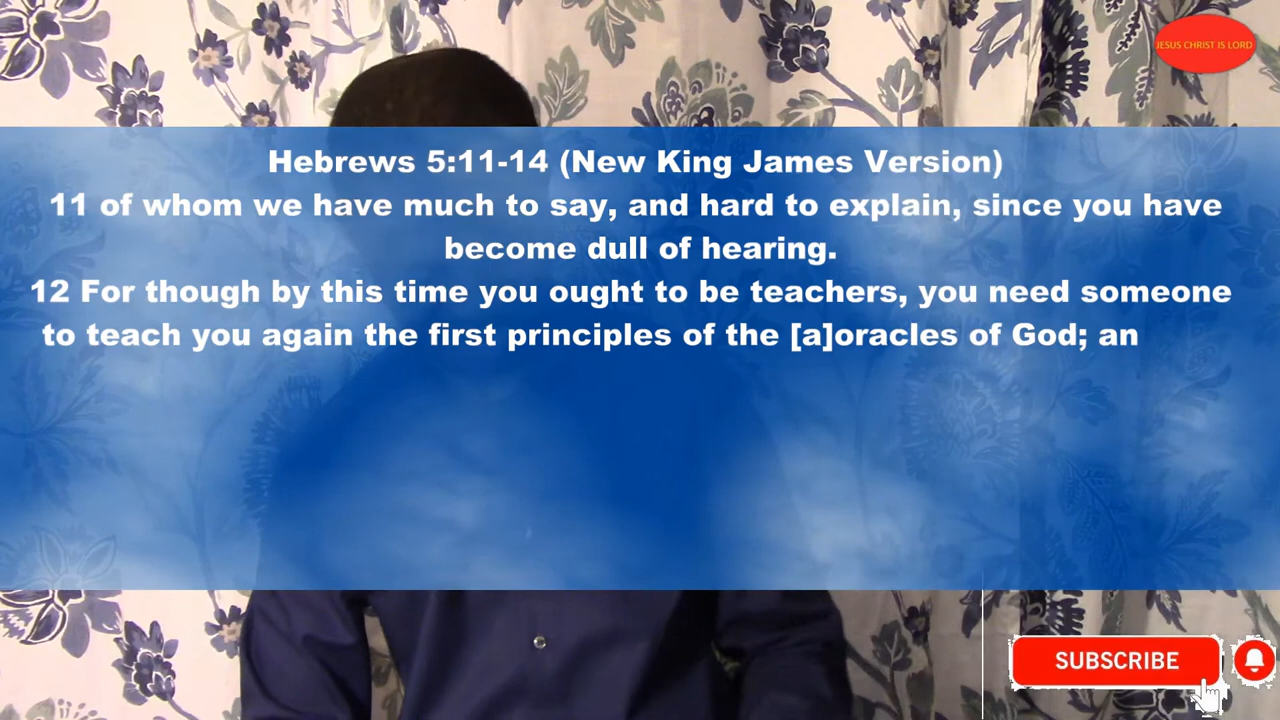 JESUS CHRIST IS LORD
Hebrews 5:11-14 (New King James Version)
11 of whom we have much to say, and hard to explain, since you have
become dull of hearing.
12 For though by this time you ought to be teachers, you need someone
to teach you again the first principles of the [a]oracles of God; an
SUBSCRIBE